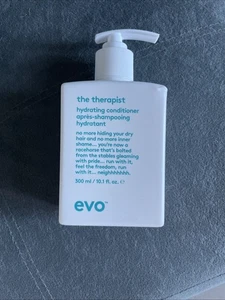 the therapist
hydrating conditioner
après-shampooing
hydratant
no more hiding your dry
hair and no more inner
shame... you're now a
racehorse that's bolted
from the stables gleaming
with pride... run with it,
feel the freedom, run
with it... neighhhhhhh.
300 ml / 10.1 fl. oz. ℮
evo™